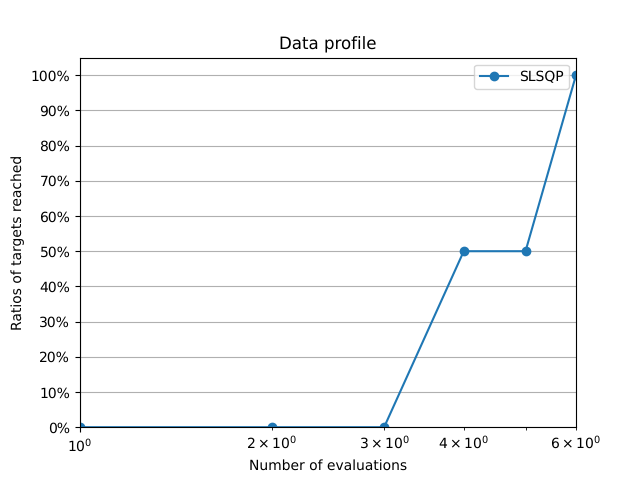 Data profile
SLSQP
Ratios of targets reached
100%
90%
80%
70%
60%
50%
40%
30%
20%
10%
0%
10⁰
2 × 10⁰
3 × 10⁰
4 × 10⁰
6 × 10⁰
Number of evaluations